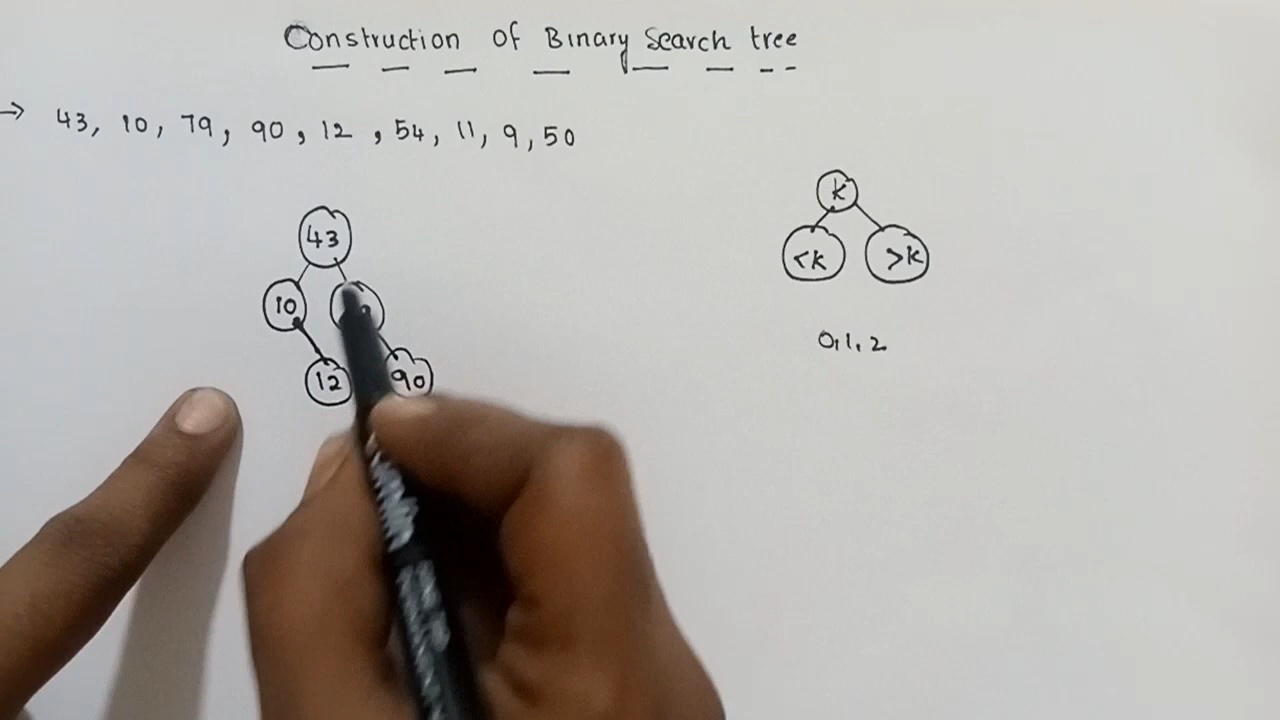 Construction of Binary Search tree
→ 43, 10, 79, 90, 12, 54, 11, 9, 50
K
<K >K
0,1,2
43
10
12 90